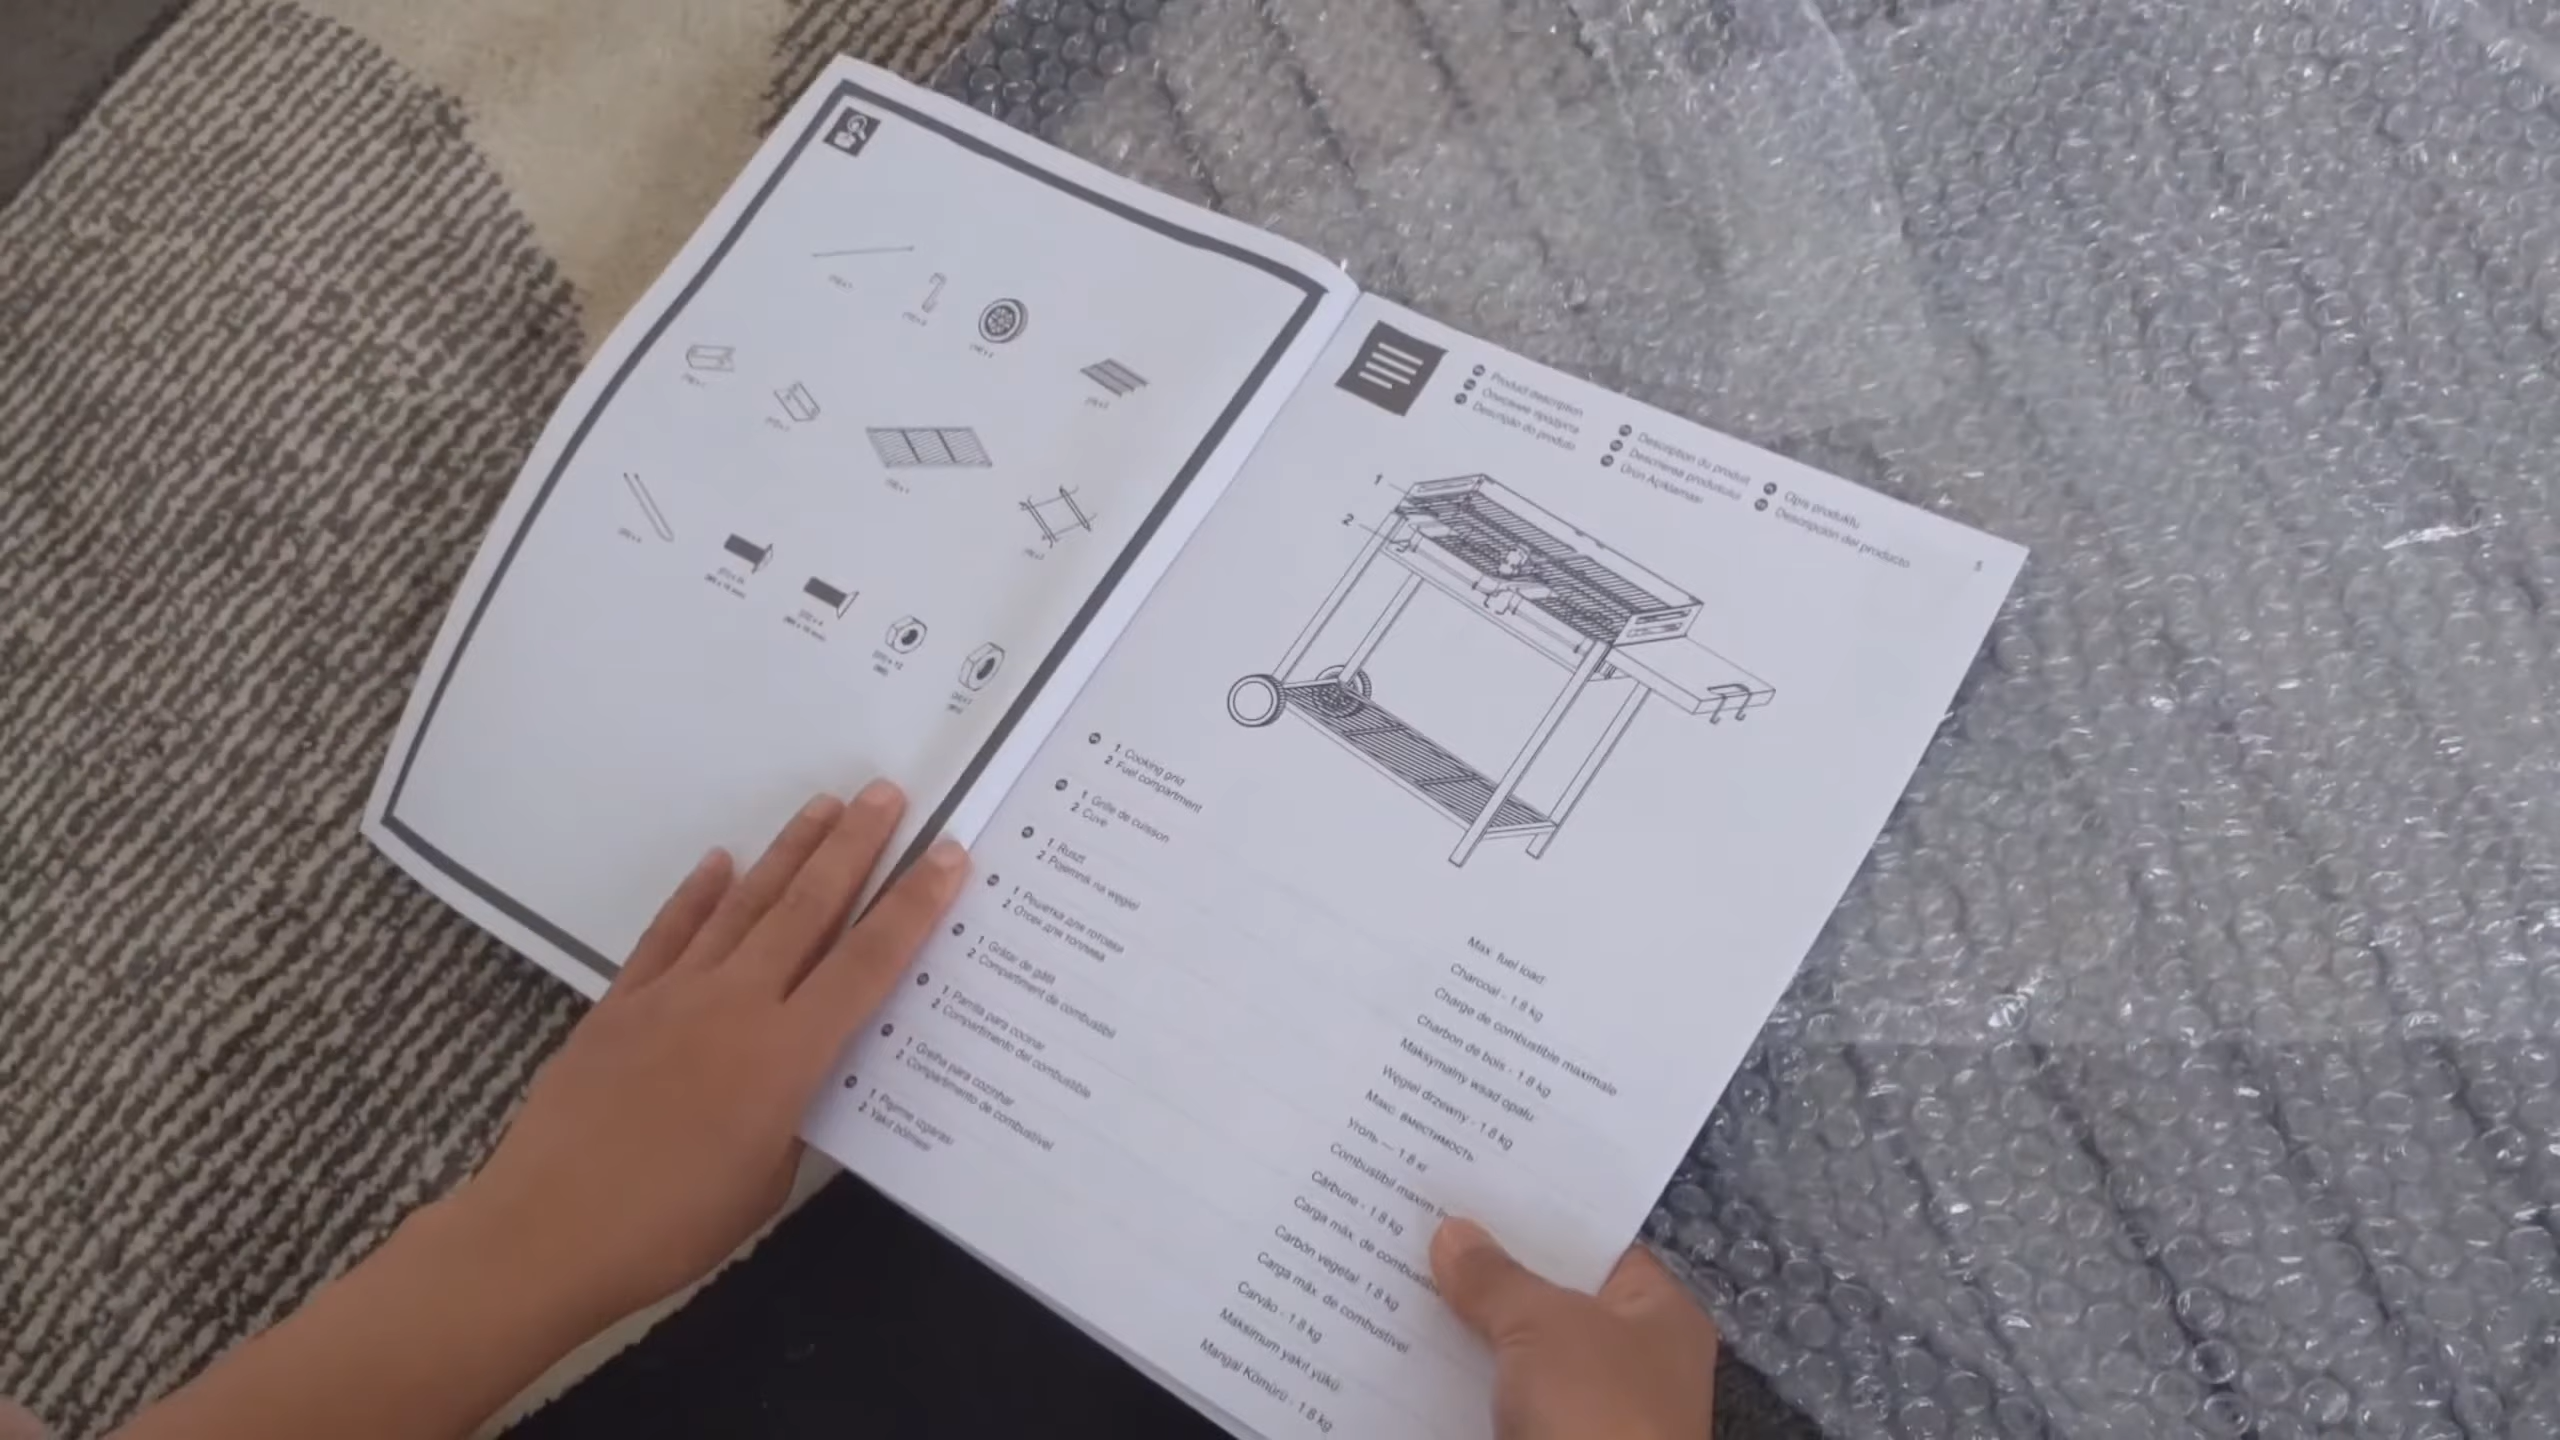 Product description
Описание продукта
Descrição do produto
Description du produit
Descrierea produsului
Ürün Açıklaması
Opis produktu
Descripción del producto
5
1
2
1. Cooking grid
2. Fuel compartment
1. Grille de cuisson
2. Cuve
1. Ruszt
2. Pojemnik na węgiel
1. Решетка для готовки
2. Отсек для топлива
1. Grătar de gătit
2. Compartiment de combustibil
1. Parrilla para cocinar
2. Compartimento del combustible
1. Grelha para cozinhar
2. Compartimento de combustível
1. Pişirme ızgarası
2. Yakıt bölmesi
Max. fuel load:
Charcoal - 1.8 kg
Charge de combustible maximale
Charbon de bois - 1.8 kg
Maksymalny wsad opału
Węgiel drzewny - 1.8 kg
Макс. вместимость
Уголь — 1.8 кг
Combustibil maxim
Cărbune - 1.8 kg
Carga máx. de
Carbón vegetal 1.8 kg
Carga máx. de combustível
Carvão - 1.8 kg
Maksimum yakıt yükü
Mangal Kömürü - 1.8 kg